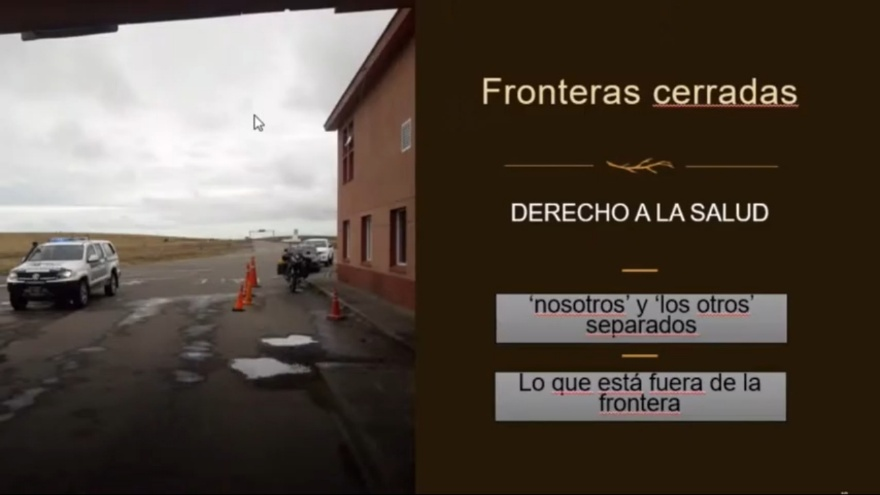 Fronteras cerradas
DERECHO A LA SALUD
‘nosotros’ y ‘los otros’
separados
Lo que está fuera de la
frontera